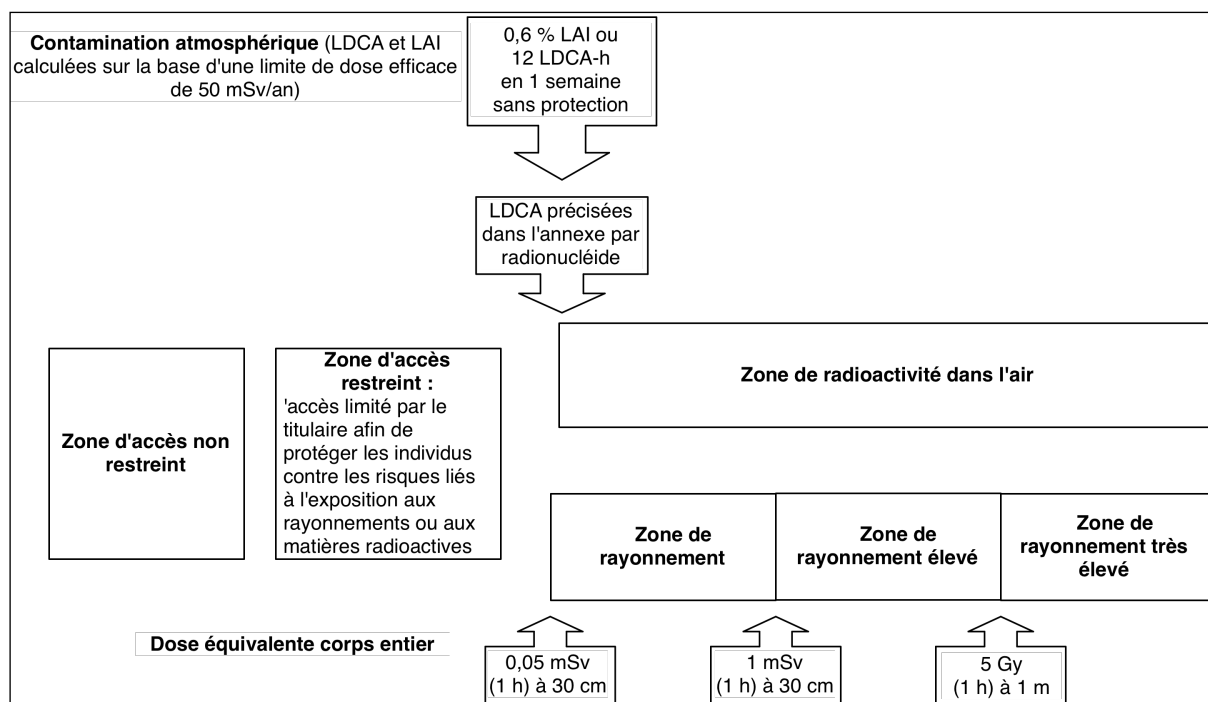 Contamination atmosphérique (LDCA et LAI
calculées sur la base d'une limite de dose efficace
de 50 mSv/an)
0,6 % LAI ou
12 LDCA-h
en 1 semaine
sans protection
LDCA précisées
dans l'annexe par
radionucléide
Zone d'accès non
restreint
Zone d'accès
restreint :
'accès limité par le
titulaire afin de
protéger les individus
contre les risques liés
à l'exposition aux
rayonnements ou aux
matières radioactives
Zone de radioactivité dans l'air
Zone de
rayonnement
Zone de
rayonnement élevé
Zone de
rayonnement très
élevé
Dose équivalente corps entier
0,05 mSv
(1 h) à 30 cm
1 mSv
(1 h) à 30 cm
5 Gy
(1 h) à 1 m